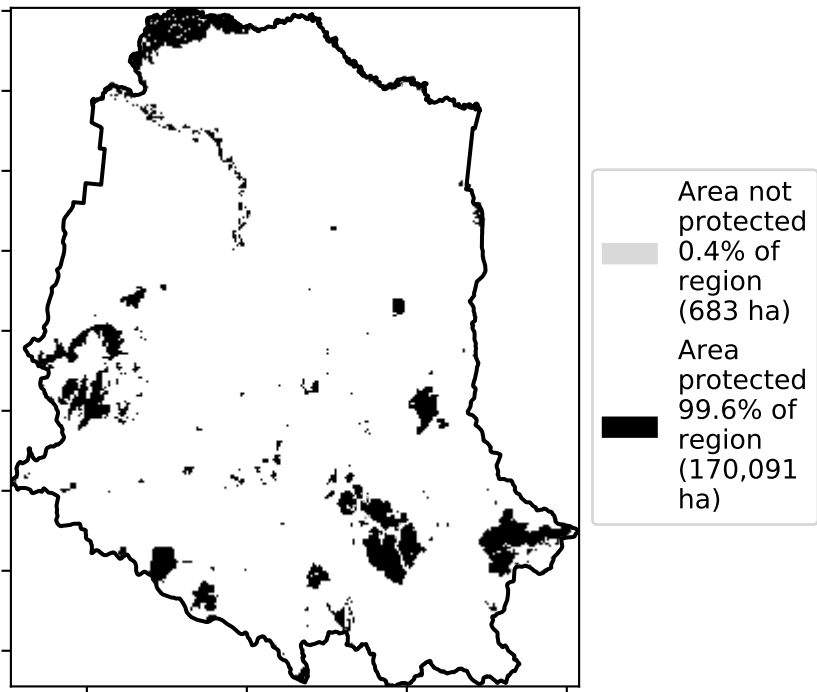 Area not
protected
0.4% of
region
(683 ha)
Area
protected
99.6% of
region
(170,091
ha)